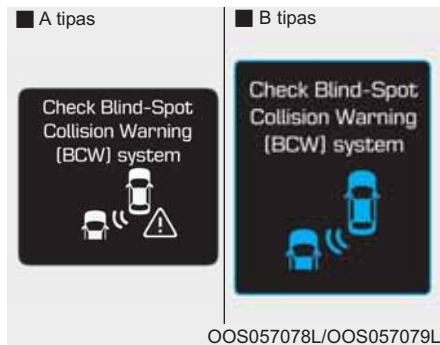 A tipas
B tipas
Check Blind-Spot
Collision Warning
(BCW) system
Check Blind-Spot
Collision Warning
(BCW) system
OOS057078L/OOS057079L